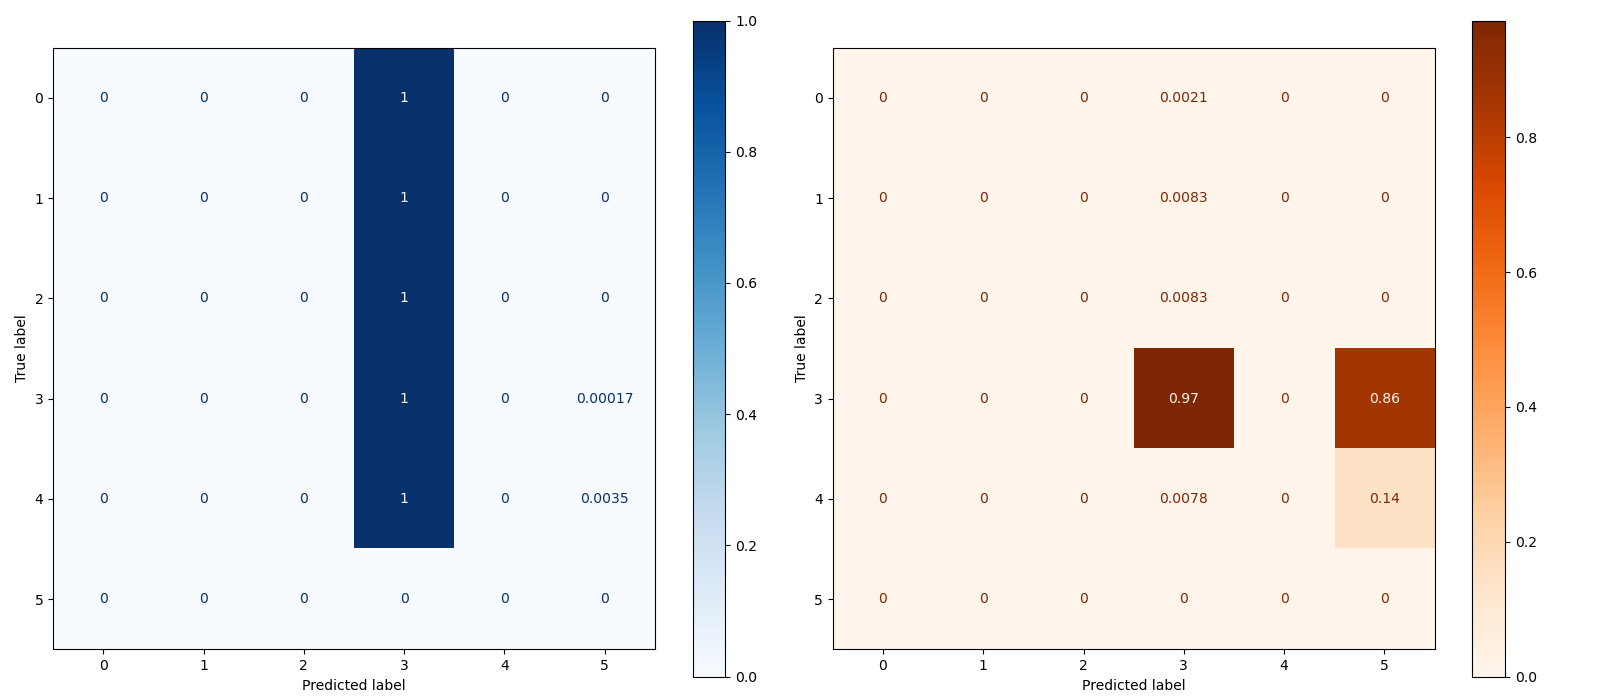 1.0
0 0 0 0 1 0 0
0.8
1 0 0 0 1 0 0
0.6
2 0 0 0 1 0 0
True label
3 0 0 0 1 0 0.00017
0.4
4 0 0 0 1 0 0.0035
0.2
5 0 0 0 0 0 0
0.0
0 1 2 3 4 5
Predicted label
0 0 0 0 0.0021 0 0
0.8
1 0 0 0 0.0083 0 0
0.6
2 0 0 0 0.0083 0 0
True label
3 0 0 0 0.97 0 0.86
0.4
4 0 0 0 0.0078 0 0.14
0.2
5 0 0 0 0 0 0
0.0
0 1 2 3 4 5
Predicted label